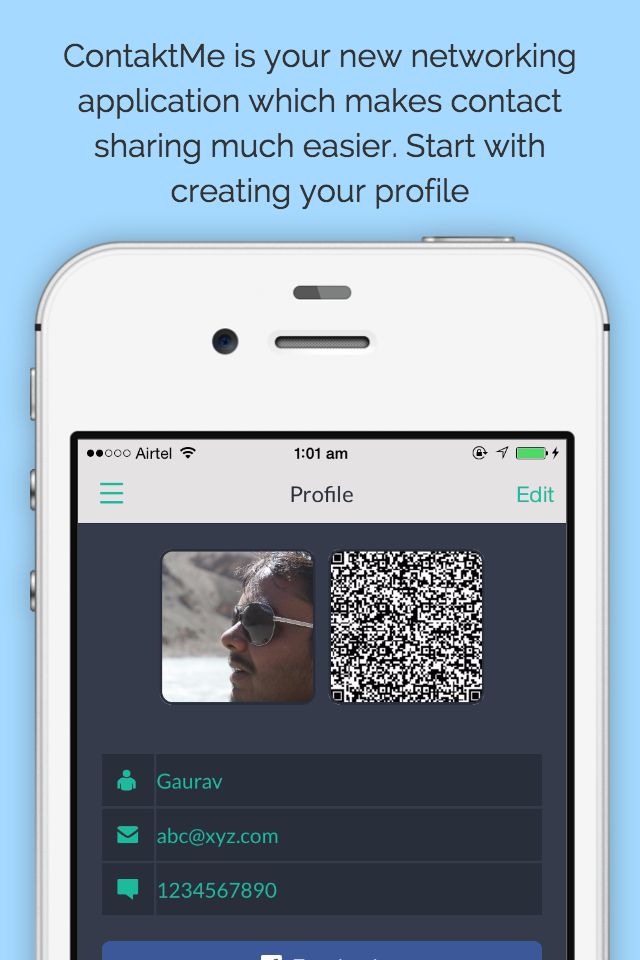 ContaktMe is your new networking
application which makes contact
sharing much easier. Start with
creating your profile
Airtel 1:01 am
Profile Edit
Gaurav
abc@xyz.com
1234567890